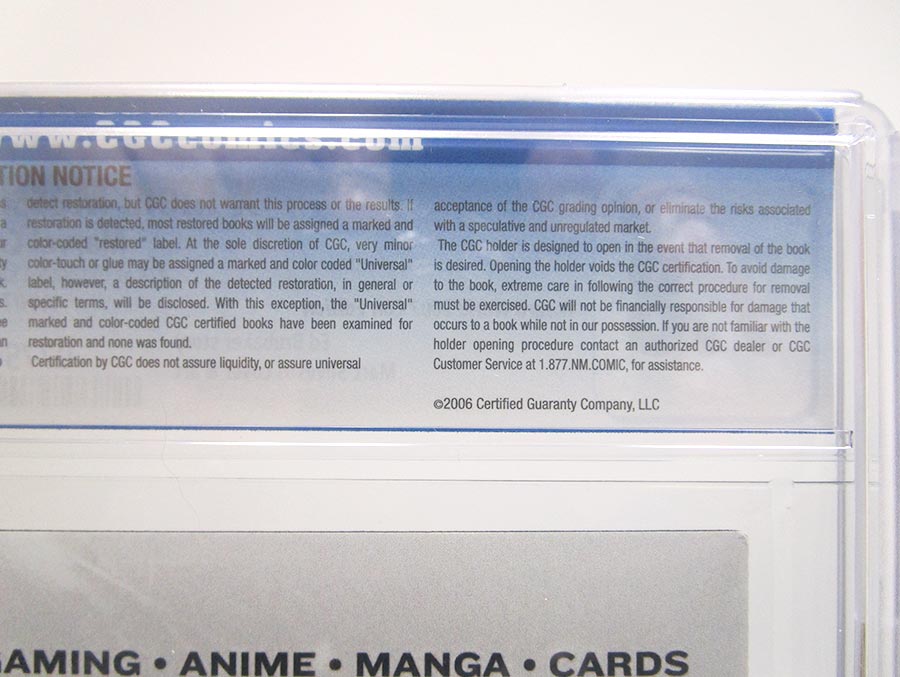 www.CGCcomics.com
TION NOTICE
detect restoration, but CGC does not warrant this process or the results. If
restoration is detected, most restored books will be assigned a marked and
color-coded "restored" label. At the sole discretion of CGC, very minor
color-touch or glue may be assigned a marked and color coded "Universal"
label, however, a description of the detected restoration, in general or
specific terms, will be disclosed. With this exception, the "Universal"
marked and color-coded CGC certified books have been examined for
restoration and none was found.
Certification by CGC does not assure liquidity, or assure universal
acceptance of the CGC grading opinion, or eliminate the risks associated
with a speculative and unregulated market.
The CGC holder is designed to open in the event that removal of the book
is desired. Opening the holder voids the CGC certification. To avoid damage
to the book, extreme care in following the correct procedure for removal
must be exercised. CGC will not be financially responsible for damage that
occurs to a book while not in our possession. If you are not familiar with the
holder opening procedure contact an authorized CGC dealer or CGC
Customer Service at 1.877.NM.COMIC, for assistance.
©2006 Certified Guaranty Company, LLC
GAMING • ANIME • MANGA • CARDS